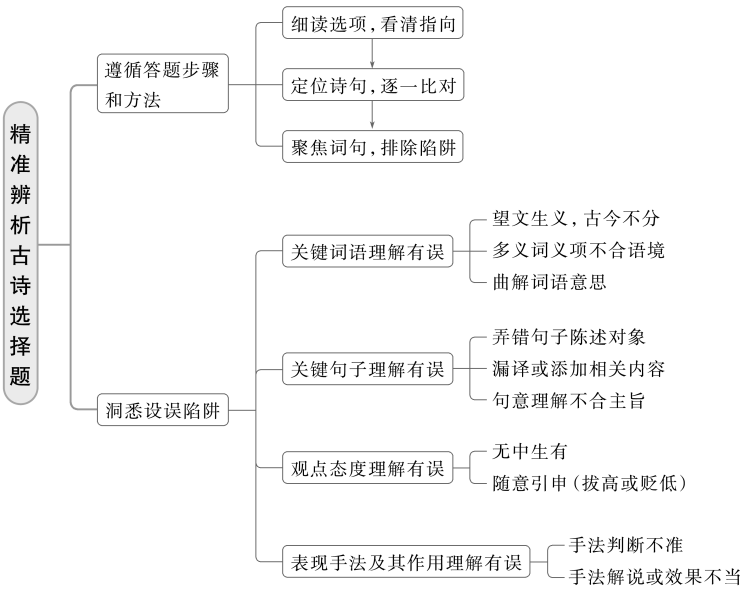 精准辨析古诗选择题
遵循答题步骤
和方法
细读选项，看清指向
定位诗句，逐一比对
聚焦词句，排除陷阱
洞悉设误陷阱
关键词语理解有误
望文生义，古今不分
多义词义项不合语境
曲解词语意思
关键句子理解有误
弄错句子陈述对象
漏译或添加相关内容
句意理解不合主旨
观点态度理解有误
无中生有
随意引申（拔高或贬低）
表现手法及其作用理解有误
手法判断不准
手法解说或效果不当